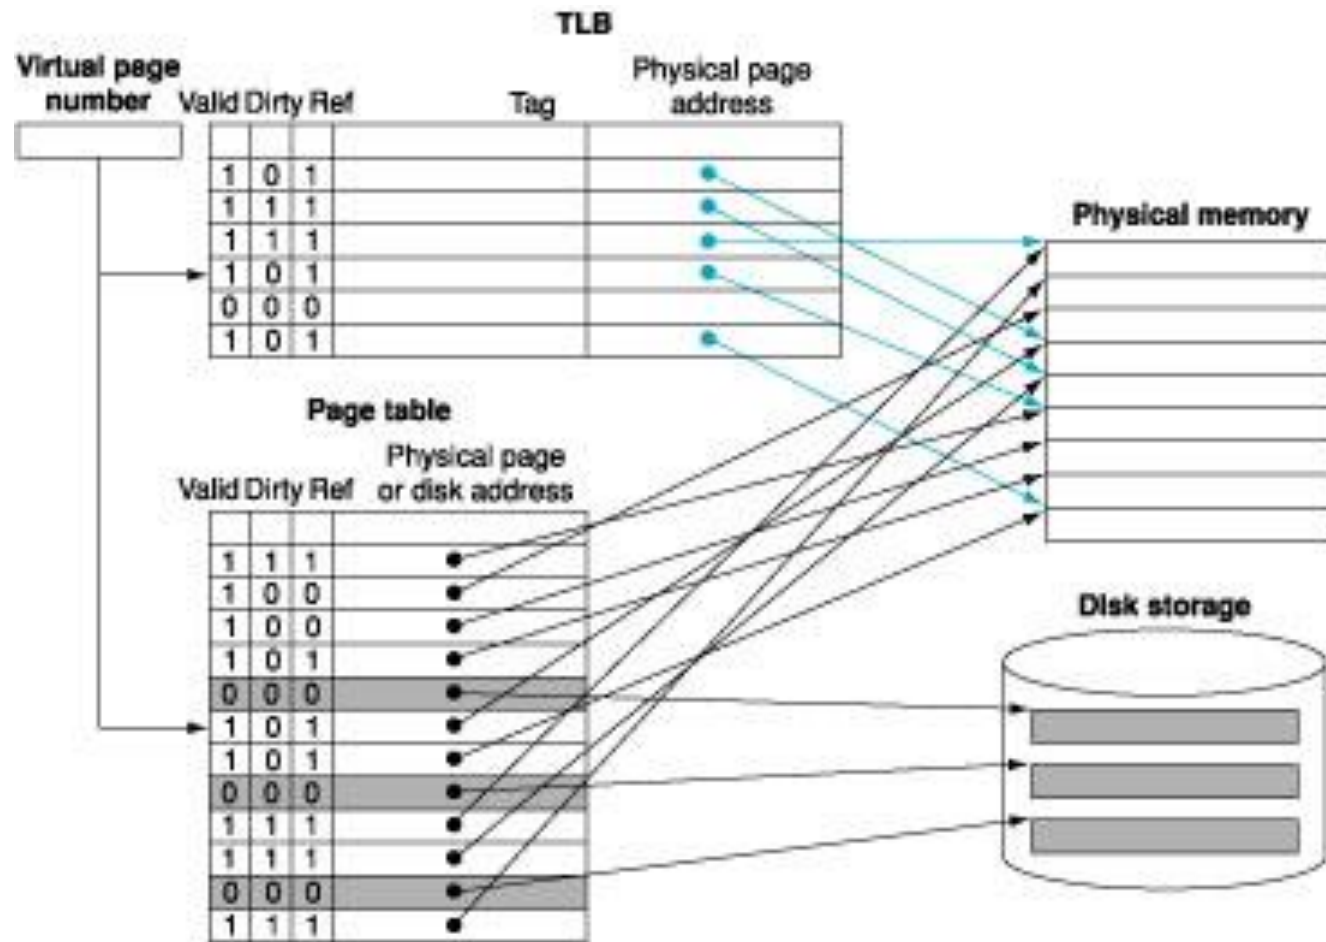 TLB
Virtual page
number
Valid Dirty Ref Tag Physical page
address
1 0 1
1 1 1
1 1 1
1 0 1
0 0 0
1 0 1
Physical memory
Page table
Physical page
or disk address
Valid Dirty Ref
1 1 1
1 0 0
1 0 0
1 0 1
0 0 0
1 0 1
1 0 1
0 0 0
1 1 1
1 1 1
0 0 0
1 1 1
Disk storage